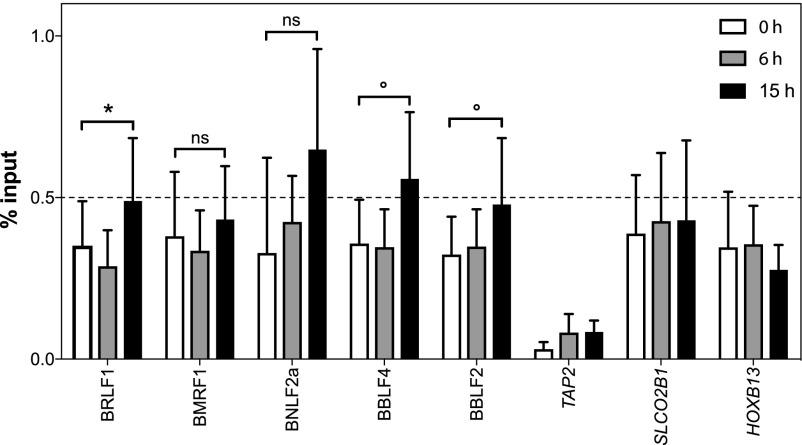 % input
1.0
0.5
0.0
*
ns
ns
°
°
0 h
6 h
15 h
BRLF1
BMRF1
BNLF2a
BBLF4
BBLF2
TAP2
SLCO2B1
HOXB13